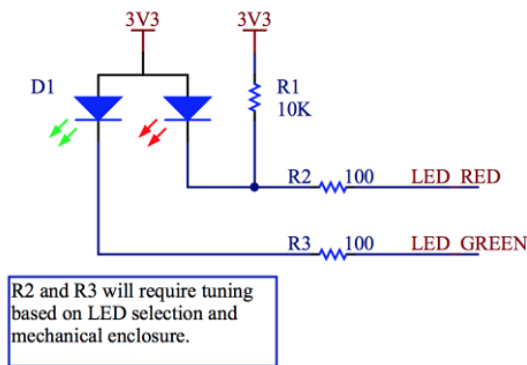 3V3 3V3
D1
R1
10K
R2 100 LED_RED
R3 100 LED_GREEN
R2 and R3 will require tuning
based on LED selection and
mechanical enclosure.